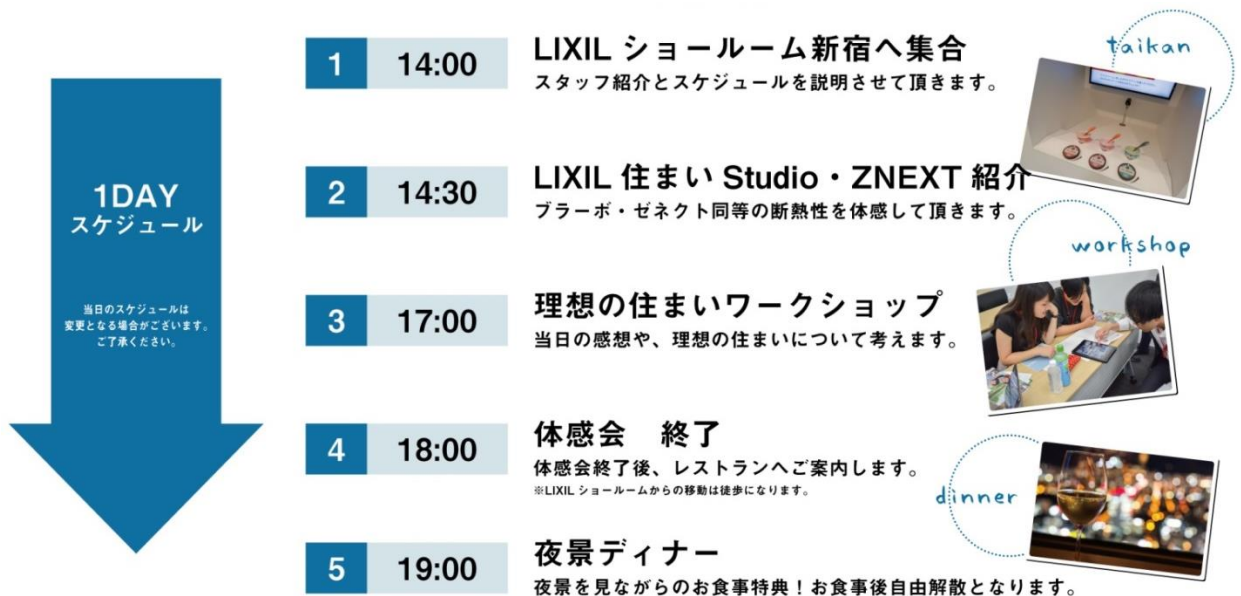 1DAY
スケジュール
当日のスケジュールは
変更となる場合がございます。
ご了承ください。
1 14:00 LIXIL ショールーム新宿へ集合
スタッフ紹介とスケジュールを説明させて頂きます。
taikan
2 14:30 LIXIL 住まい Studio・ZNEXT 紹介
ブラーボ・ゼネクト同等の断熱性を体感して頂きます。
workshop
3 17:00 理想の住まいワークショップ
当日の感想や、理想の住まいについて考えます。
4 18:00 体感会　終了
体感会終了後、レストランへご案内します。
※LIXIL ショールームからの移動は徒歩になります。
dinner
5 19:00 夜景ディナー
夜景を見ながらのお食事特典！お食事後自由解散となります。